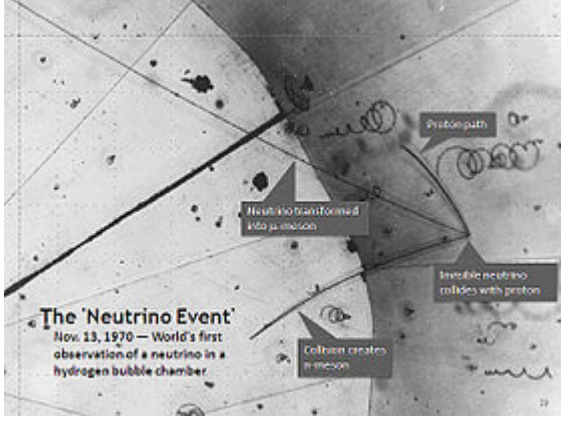 Proton path
Neutrino transformed
into μ-meson
Invisible neutrino
collides with proton
The 'Neutrino Event'
Nov. 13, 1970 — World's first
observation of a neutrino in a
hydrogen bubble chamber
Collision creates
π-meson